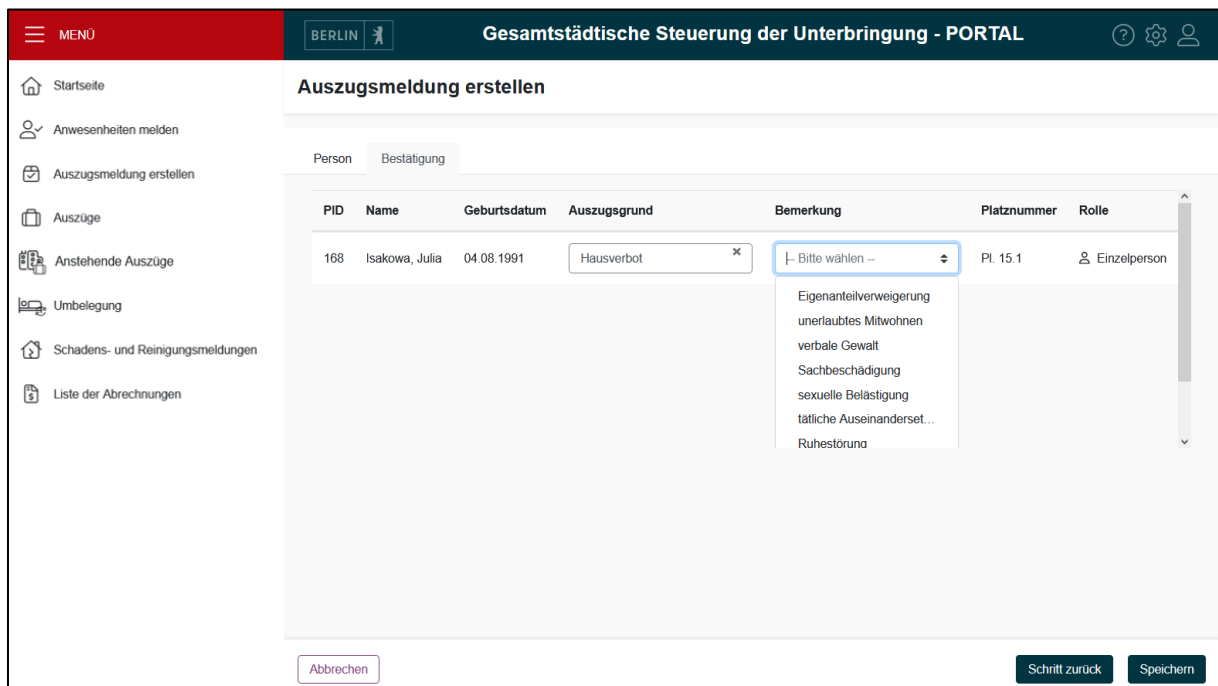 MENÜ
BERLIN
Gesamtstädtische Steuerung der Unterbringung - PORTAL
Startseite
Anwesenheiten melden
Auszugsmeldung erstellen
Auszüge
Anstehende Auszüge
Umbelegung
Schadens- und Reinigungsmeldungen
Liste der Abrechnungen
Auszugsmeldung erstellen
Person Bestätigung
PID Name Geburtsdatum Auszugsgrund Bemerkung Platznummer Rolle
168 Isakowa, Julia 04.08.1991 Hausverbot -- Bitte wählen -- Pl. 15.1 Einzelperson
Eigenanteilverweigerung
unerlaubtes Mitwohnen
verbale Gewalt
Sachbeschädigung
sexuelle Belästigung
tätliche Auseinanderset...
Ruhestörung
Abbrechen Schritt zurück Speichern